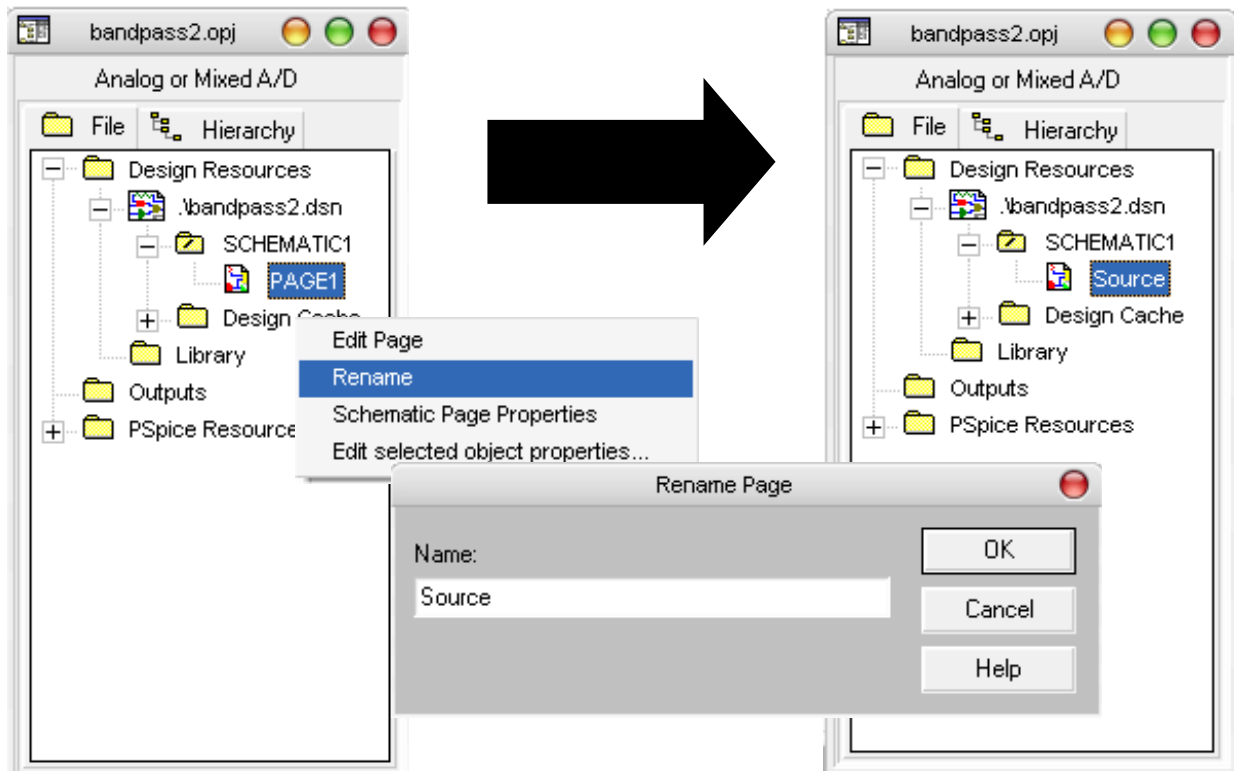 bandpass2.opj
Analog or Mixed A/D
File Hierarchy
Design Resources
.\bandpass2.dsn
SCHEMATIC1
PAGE1
Design Cache
Library
Outputs
PSpice Resource
Edit Page
Rename
Schematic Page Properties
Edit selected object properties...
Rename Page
Name:
Source
OK
Cancel
Help
bandpass2.opj
Analog or Mixed A/D
File Hierarchy
Design Resources
.\bandpass2.dsn
SCHEMATIC1
Source
Design Cache
Library
Outputs
PSpice Resources